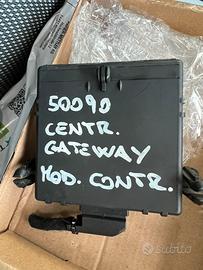 50090
CENTR.
GATEWAY
MOD. CONTR.
subito